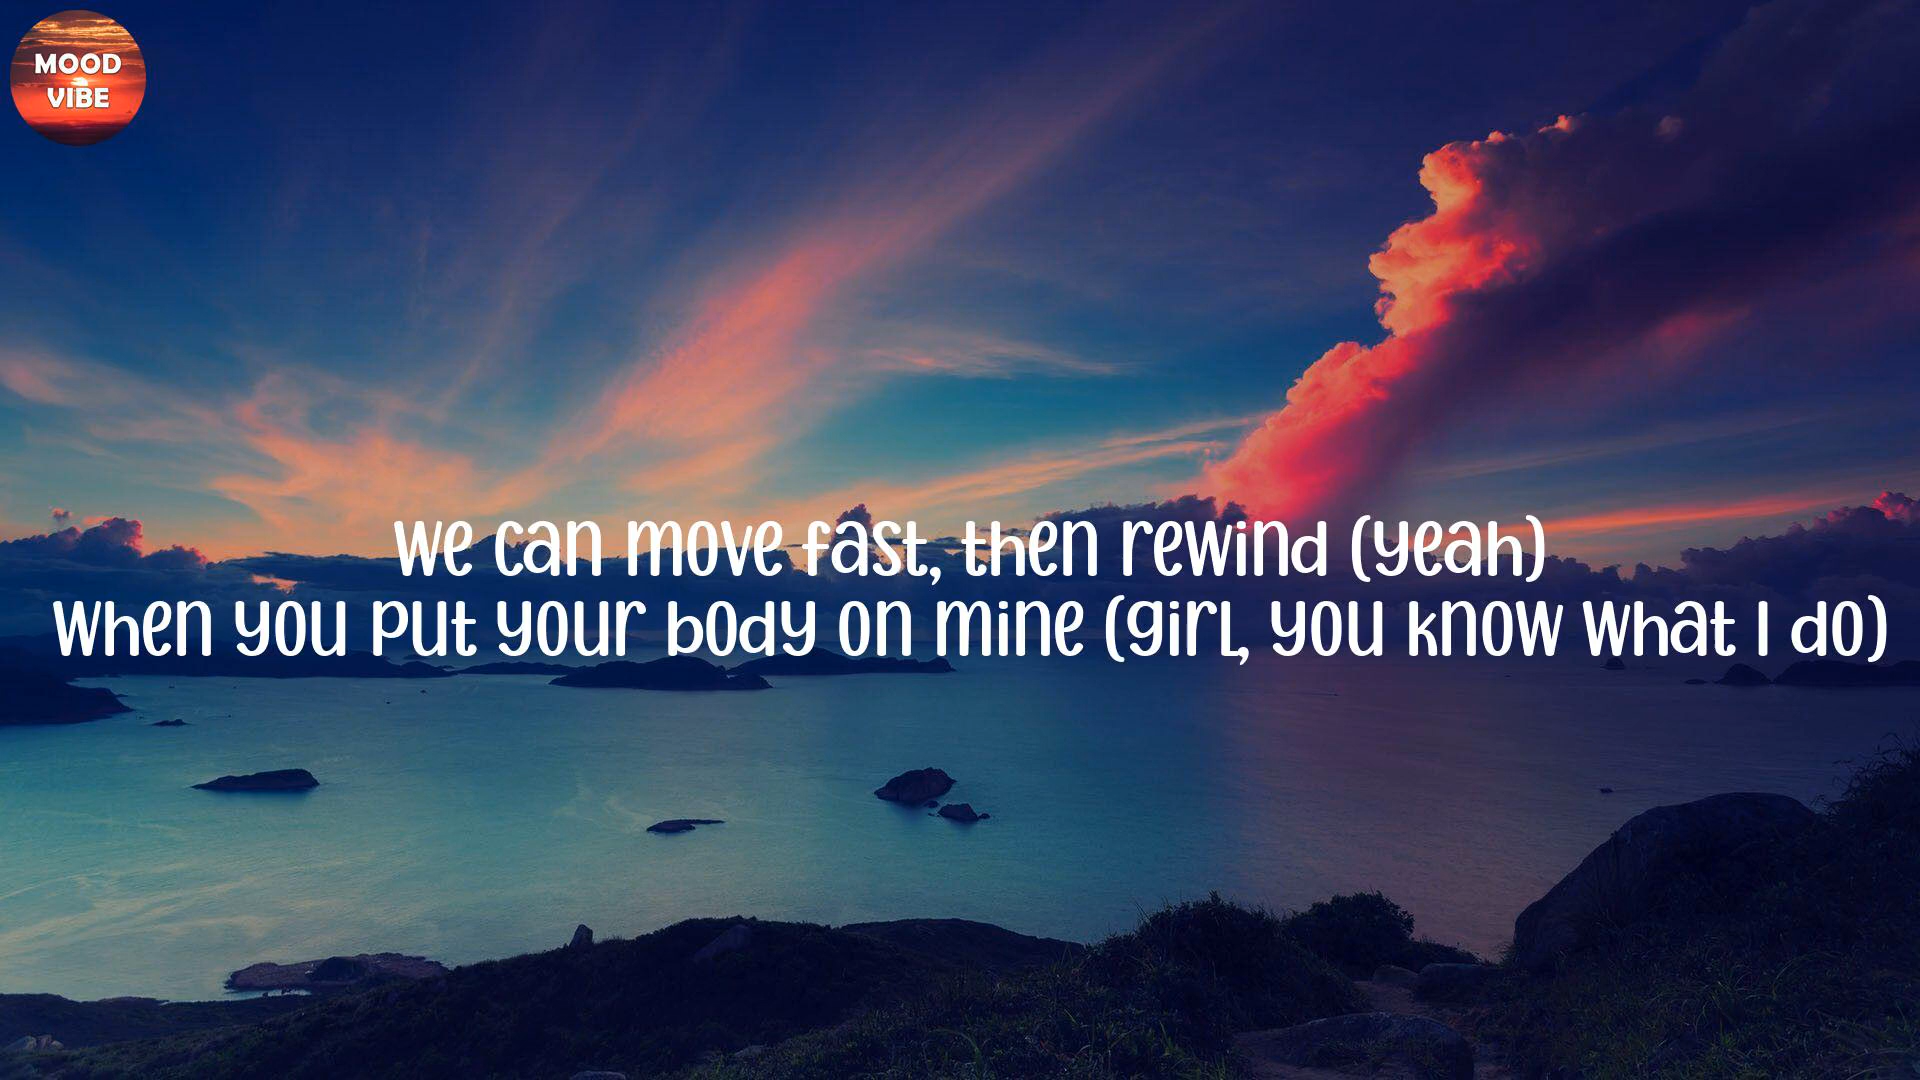 MOOD
VIBE
We can move fast, then rewind (yeah)
When you put your body on mine (girl, you know what I do)